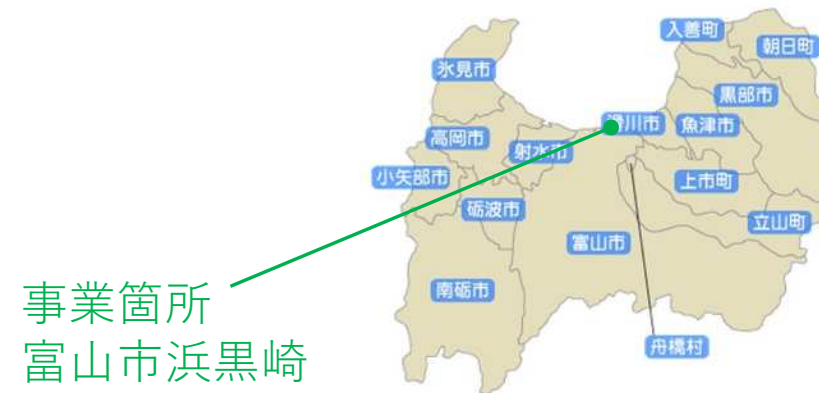 入善町
朝日町
氷見市
黒部市
滑川市
魚津市
高岡市
射水市
小矢部市
上市町
砺波市
立山町
富山市
南砺市
事業箇所
富山市浜黒崎
舟橋村